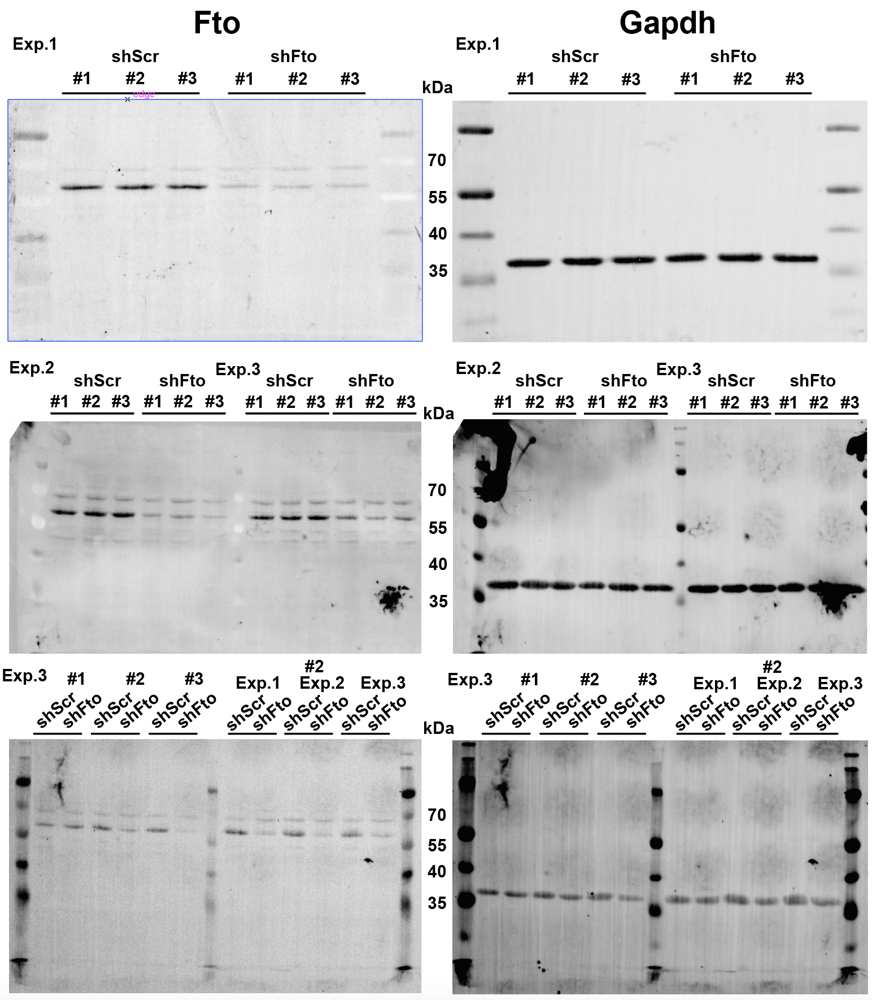 Fto Gapdh
Exp.1 Exp.1
shScr shFto shScr shFto
#1 #2 #3 #1 #2 #3 kDa #1 #2 #3 #1 #2 #3
edge
70
55
40
35
Exp.2 shScr shFto Exp.3 shScr shFto Exp.2 shScr shFto Exp.3 shScr shFto
#1 #2 #3 #1 #2 #3 #1 #2 #3 #1 #2 #3 kDa #1 #2 #3 #1 #2 #3 #1 #2 #3 #1 #2 #3
70
55
40
35
#2 #2
Exp.3 #1 #2 #3 Exp.1 Exp.2 Exp.3 Exp.3 #1 #2 #3 Exp.1 Exp.2 Exp.3
shScr shFto shScr shFto shScr shFto shScr shFto shScr shFto shScr shFto kDa shScr shFto shScr shFto shScr shFto shScr shFto shScr shFto shScr shFto
70
55
40
35